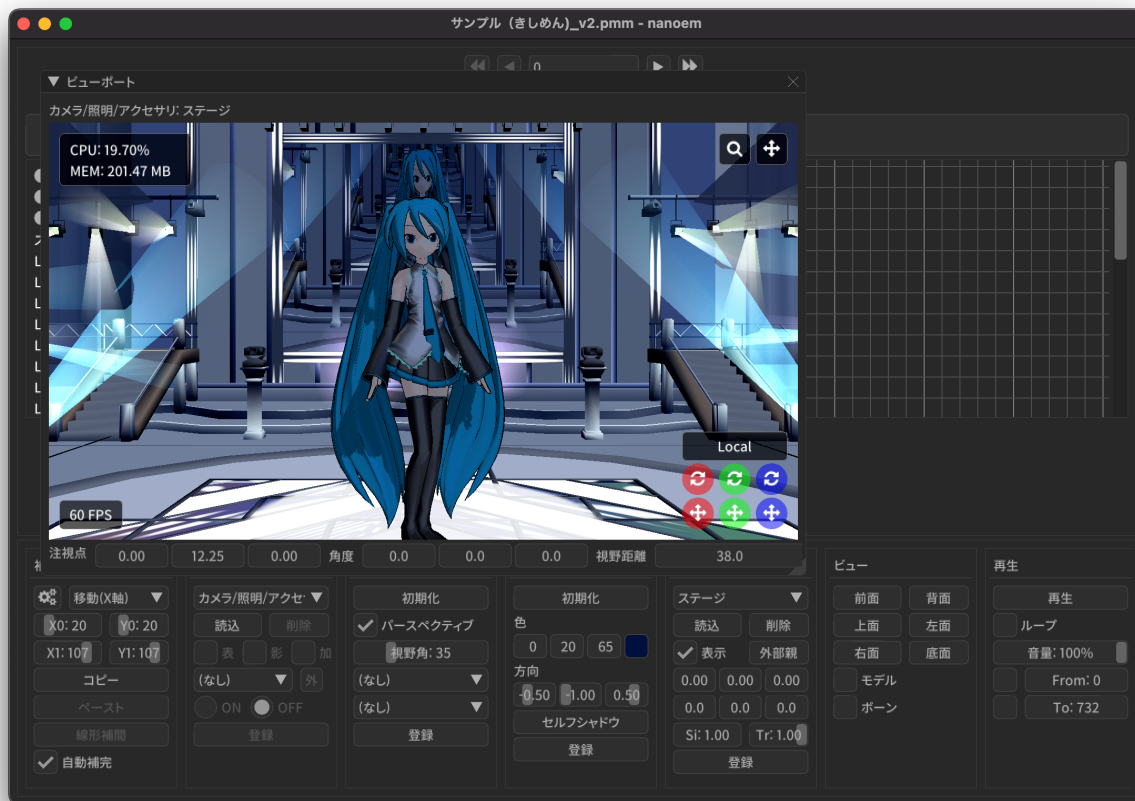 サンプル（きしめん)_v2.pmm - nanoem
0
▼ ビューポート
カメラ/照明/アクセサリ: ステージ
CPU: 19.70%
MEM: 201.47 MB
Local
60 FPS
注視点 0.00 12.25 0.00 角度 0.0 0.0 0.0 視野距離 38.0
L
L
L
L
L
L
L
L
移動(X軸)
X0: 20 Y0: 20
X1: 107 Y1: 107
コピー
ペースト
線形補間
自動補完
カメラ/照明/アクセ
読込 削除
表 影 加
(なし) 外
ON OFF
登録
初期化
パースペクティブ
視野角: 35
(なし)
(なし)
登録
初期化
色
0 20 65
方向
-0.50 -1.00 0.50
セルフシャドウ
登録
ステージ
読込 削除
表示 外部親
0.00 0.00 0.00
0.0 0.0 0.0
Si: 1.00 Tr: 1.00
登録
ビュー
前面 背面
上面 左面
右面 底面
モデル
ボーン
再生
再生
ループ
音量: 100%
From: 0
To: 732